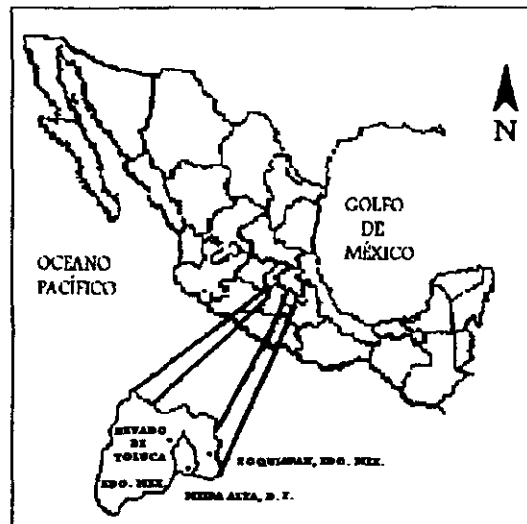 N
GOLFO
DE
MÉXICO
OCEANO
PACÍFICO
NEVADO
DE
TOLUCA
EDO. MEX.
ZOQUIAPAN, EDO. MEX.
MILPA ALTA, D. F.